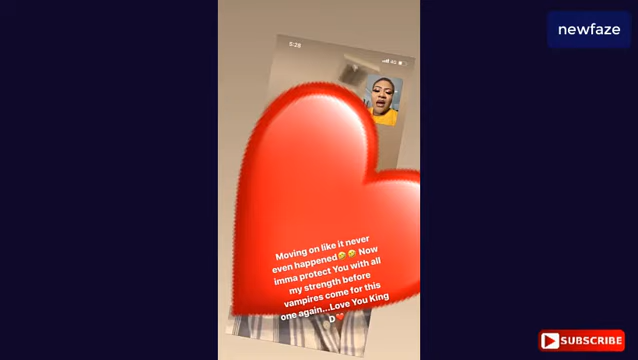 newfaze
5:28
4G
Moving on like it never
even happened🤣🤣 Now
imma protect You with all
my strength before
vampires come for this
one again...Love You King
D❤️
SUBSCRIBE